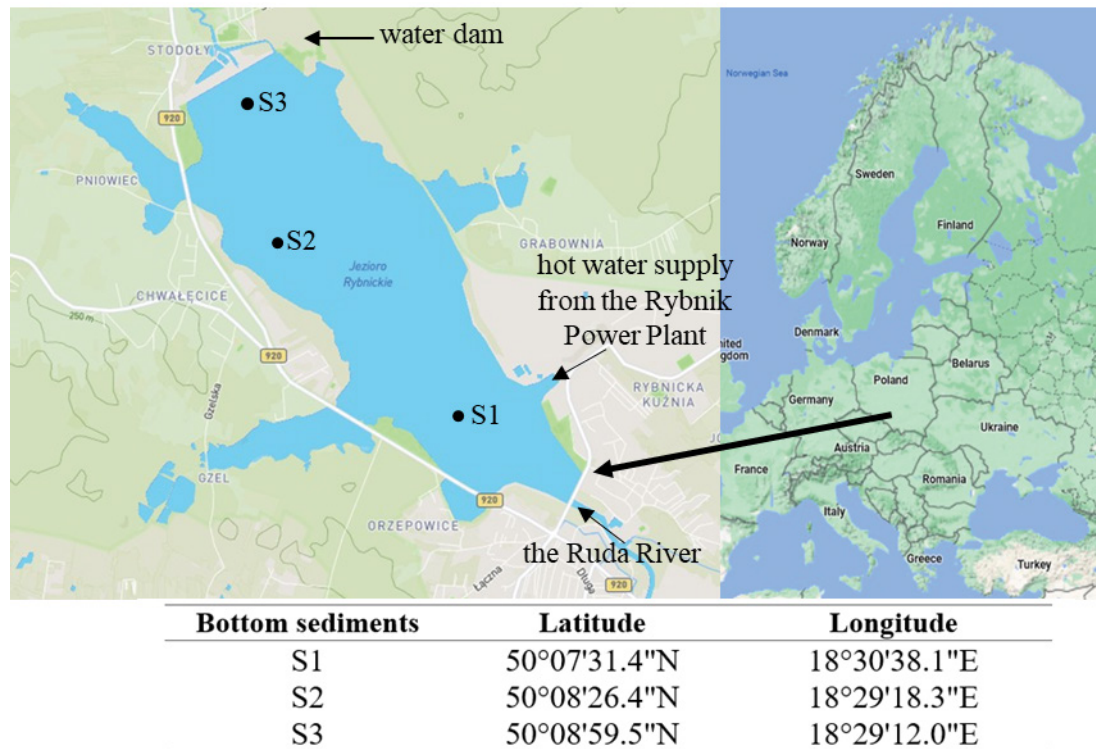 water dam
STODOŁY
S3
920
PNIOWIEC
S2
GRABOWNIA
Jezioro
Rybnickie
hot water supply
from the Rybnik
Power Plant
CHWAŁĘCICE
250 m
920
Gzelska
RYBNICKA
KUŹNIA
S1
GZEL
920
ORZEPOWICE
the Ruda River
Łączna
Długa
920
Norwegian Sea
Sweden
Finland
Norway
Denmark
United
Kingdom
Belarus
Poland
Germany
Ukraine
Austria
France
Romania
Italy
Greece
Turkey
Bottom sediments Latitude Longitude
S1 50°07'31.4"N 18°30'38.1"E
S2 50°08'26.4"N 18°29'18.3"E
S3 50°08'59.5"N 18°29'12.0"E